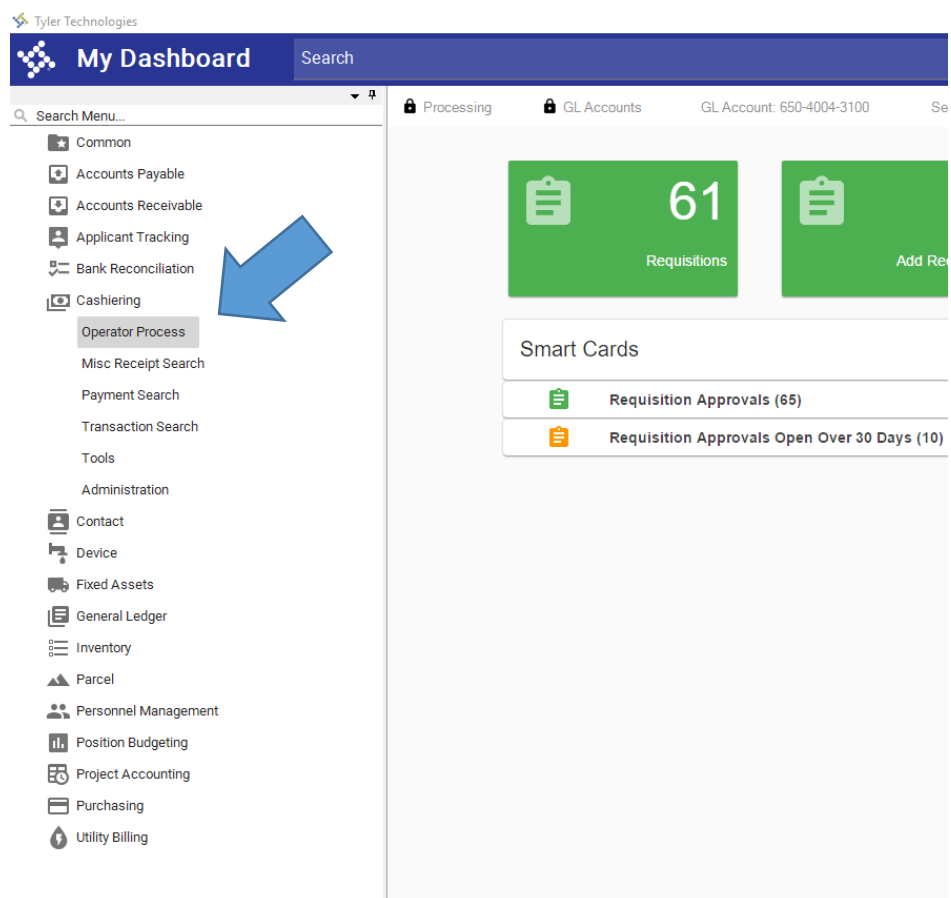 Tyler Technologies
My Dashboard
Search
Search Menu...
Common
Accounts Payable
Accounts Receivable
Applicant Tracking
Bank Reconciliation
Cashiering
Operator Process
Misc Receipt Search
Payment Search
Transaction Search
Tools
Administration
Contact
Device
Fixed Assets
General Ledger
Inventory
Parcel
Personnel Management
Position Budgeting
Project Accounting
Purchasing
Utility Billing
Processing
GL Accounts
GL Account: 650-4004-3100
Se
61
Requisitions
Add Rec
Smart Cards
Requisition Approvals (65)
Requisition Approvals Open Over 30 Days (10)